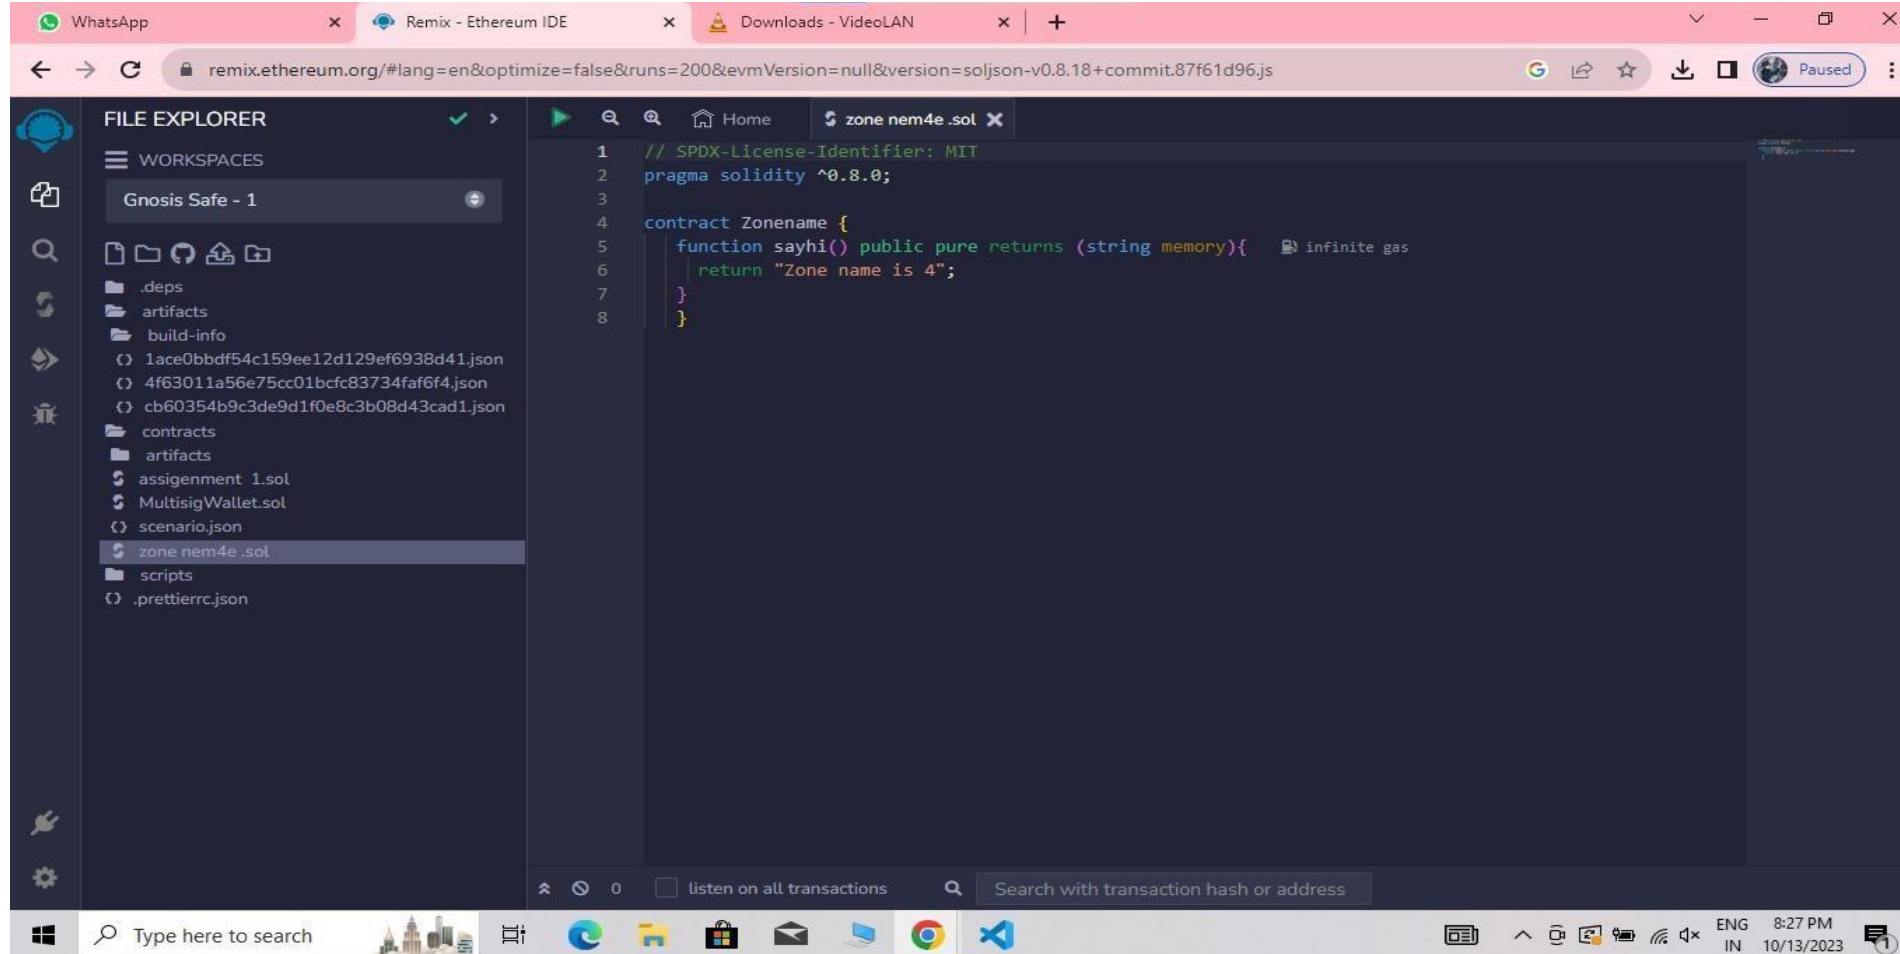 WhatsApp
Remix - Ethereum IDE
Downloads - VideoLAN
remix.ethereum.org/#lang=en&optimize=false&runs=200&evmVersion=null&version=soljson-v0.8.18+commit.87f61d96.js
Paused
FILE EXPLORER
WORKSPACES
Gnosis Safe - 1
.deps
artifacts
build-info
1ace0bbdf54c159ee12d129ef6938d41.json
4f63011a56e75cc01bcfc83734faf6f4.json
cb60354b9c3de9d1f0e8c3b08d43cad1.json
contracts
artifacts
assigenment 1.sol
MultisigWallet.sol
scenario.json
zone nem4e .sol
scripts
.prettierrc.json
Home
zone nem4e .sol
1 // SPDX-License-Identifier: MIT
2 pragma solidity ^0.8.0;
3
4 contract Zonename {
5 function sayhi() public pure returns (string memory){ infinite gas
6 return "Zone name is 4";
7 }
8 }
0 listen on all transactions Search with transaction hash or address
Type here to search
ENG 8:27 PM
IN 10/13/2023
1